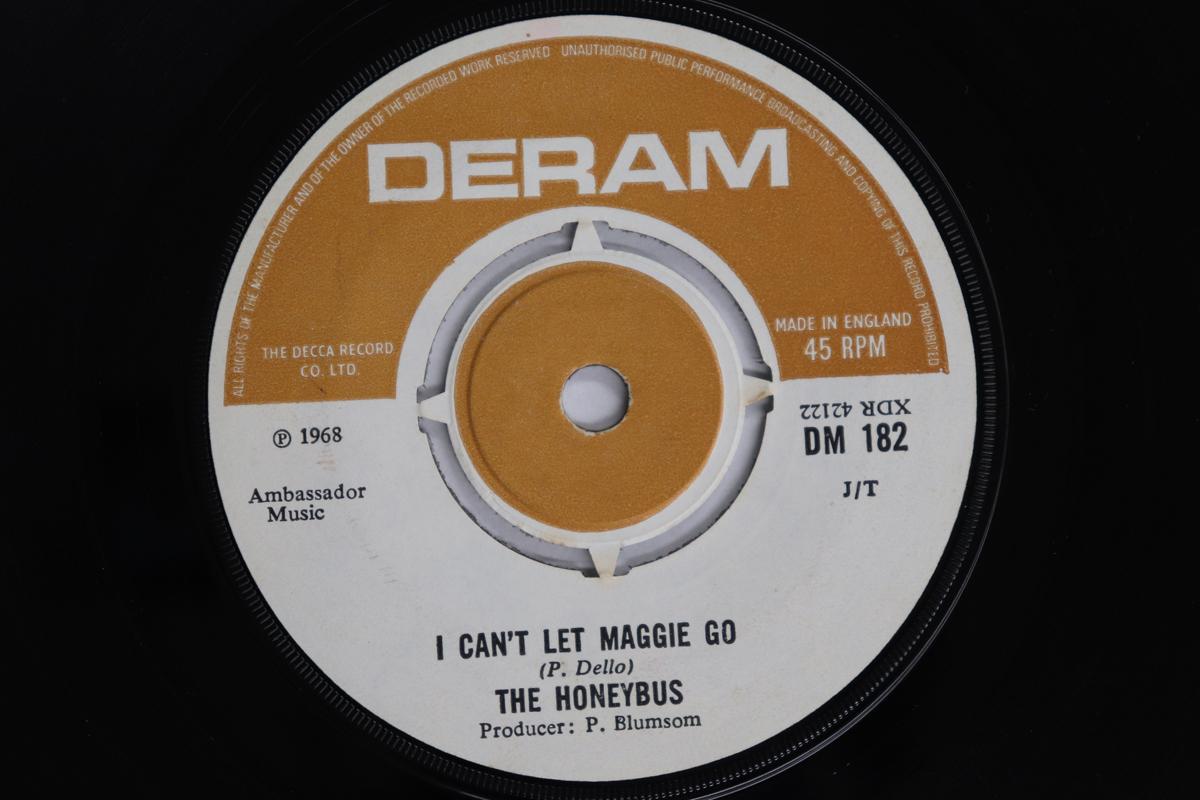 ALL RIGHTS OF THE MANUFACTURER AND OF THE OWNER OF THE RECORDED WORK RESERVED UNAUTHORISED PUBLIC PERFORMANCE BROADCASTING AND COPYING OF THIS RECORD PROHIBITED
DERAM
THE DECCA RECORD
CO. LTD.
MADE IN ENGLAND
45 RPM
℗ 1968
Ambassador
Music
XDR 42122
DM 182
J/T
I CAN'T LET MAGGIE GO
(P. Dello)
THE HONEYBUS
Producer: P. Blumsom